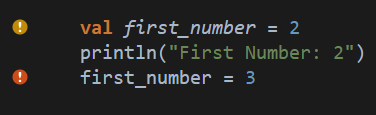 val first_number = 2
println("First Number: 2")
first_number = 3